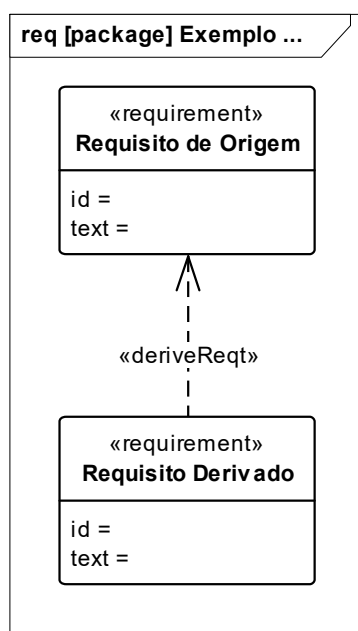 req [package] Exemplo ...
«requirement»
Requisito de Origem
id =
text =
«deriveReqt»
«requirement»
Requisito Derivado
id =
text =